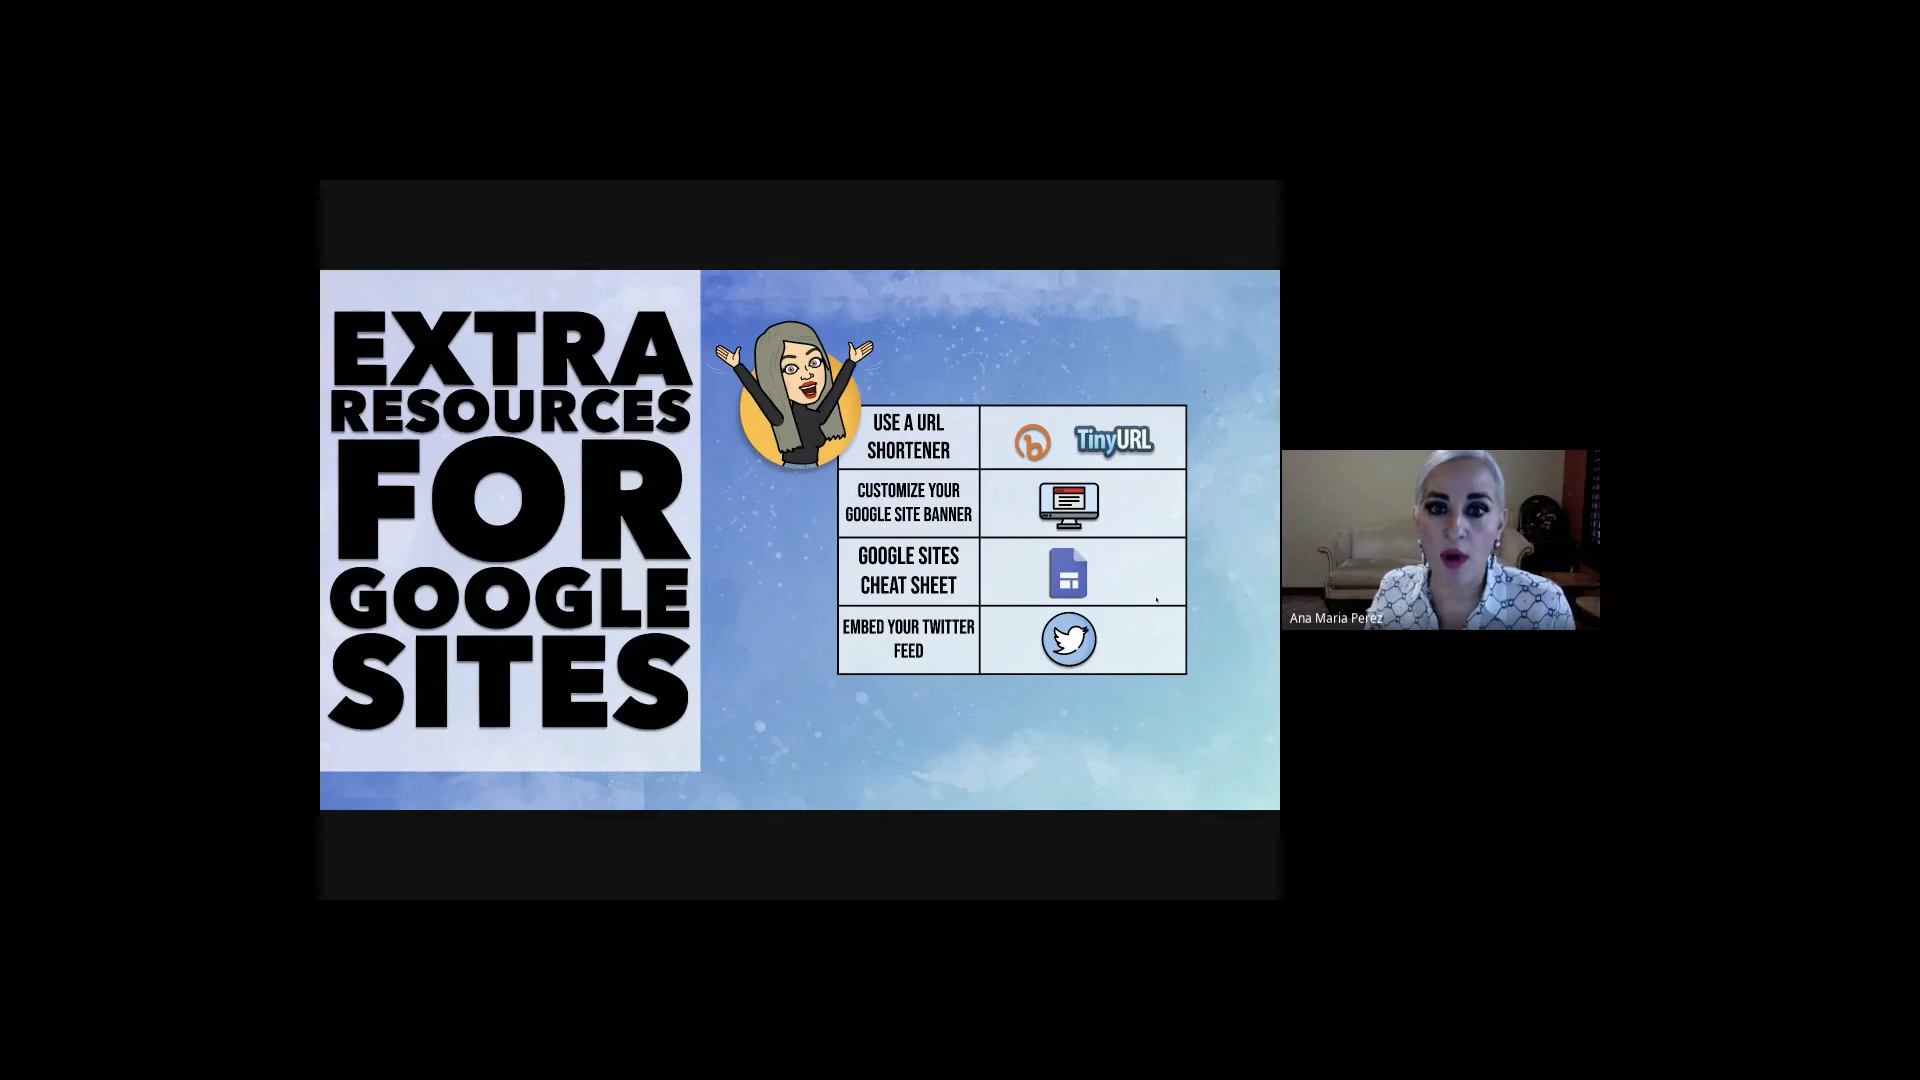 EXTRA
RESOURCES
FOR
GOOGLE
SITES
USE A URL
SHORTENER
b TinyURL
CUSTOMIZE YOUR
GOOGLE SITE BANNER
GOOGLE SITES
CHEAT SHEET
EMBED YOUR TWITTER
FEED
Ana Maria Perez